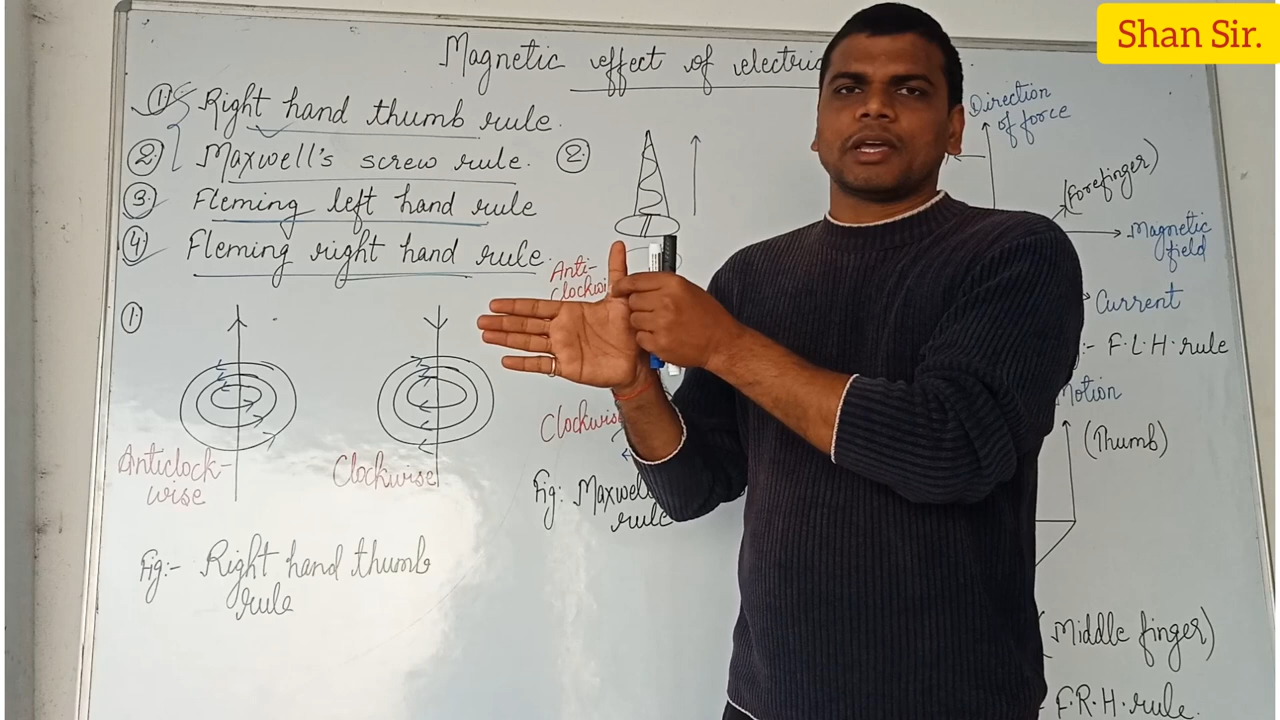 Shan Sir.
Magnetic effect of electric
① Right hand thumb rule.
② Maxwell's screw rule.
③ Fleming left hand rule
④ Fleming right hand rule.
①
Anticlock-
wise
Clockwise
Fig:- Right hand thumb
rule
②
Anti-
Clockwise
Fig: Maxwell
rule
Direction
of force
(Forefinger)
Magnetic
field
Current
:- F.L.H. rule
Motion
(Thumb)
(Middle finger)
F.R.H. rule.